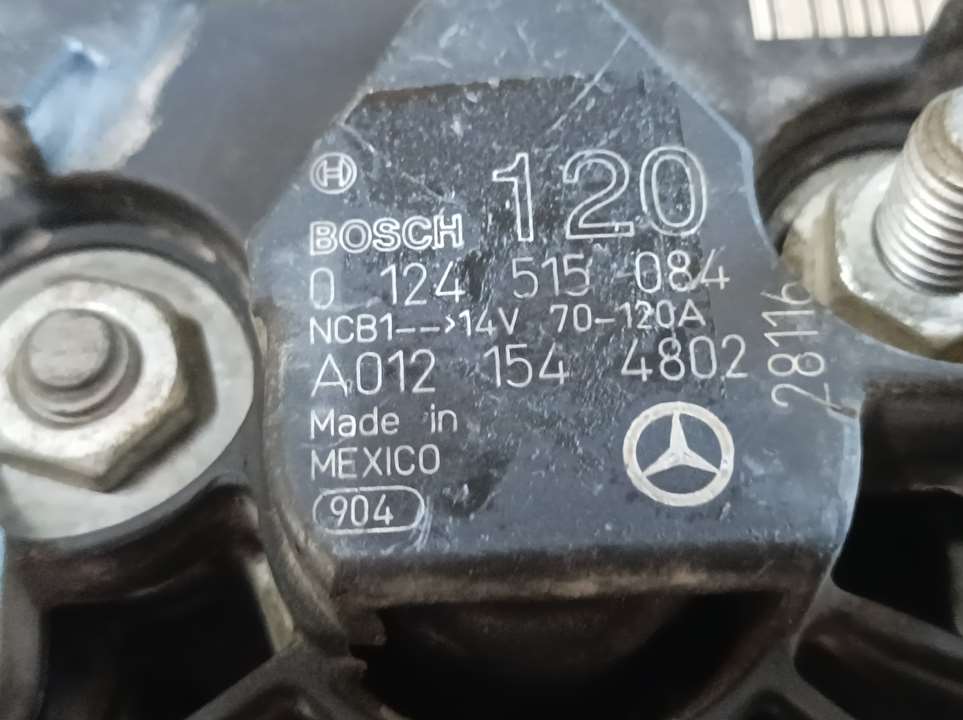 BOSCH 120
0 124 515 084
NCB1-->14V 70-120A
A012 154 4802
Made in
MEXICO
904
28116